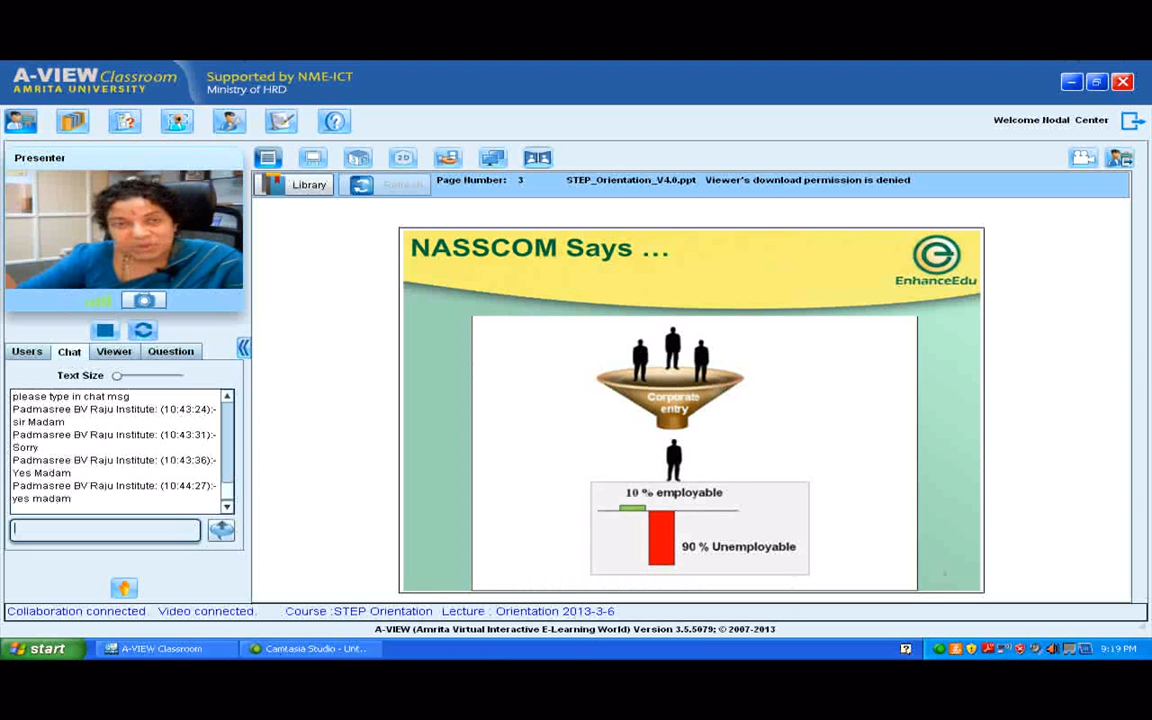 A-VIEW Classroom
AMRITA UNIVERSITY
Supported by NME-ICT
Ministry of HRD
Welcome Nodal Center
Presenter
2D
Library
Refresh
Page Number: 3
STEP_Orientation_V4.0.ppt Viewer's download permission is denied
NASSCOM Says ...
EnhanceEdu
Corporate
entry
10 % employable
90 % Unemployable
Users
Chat
Viewer
Question
Text Size
please type in chat msg
Padmasree BV Raju Institute: (10:43:24):-
sir Madam
Padmasree BV Raju Institute: (10:43:31):-
Sorry
Padmasree BV Raju Institute: (10:43:36):-
Yes Madam
Padmasree BV Raju Institute: (10:44:27):-
yes madam
Collaboration connected. Video connected. Course :STEP Orientation Lecture : Orientation 2013-3-6
A-VIEW (Amrita Virtual Interactive E-Learning World) Version 3.5.5079; © 2007-2013
start
A-VIEW Classroom
Camtasia Studio - Unt...
9:19 PM